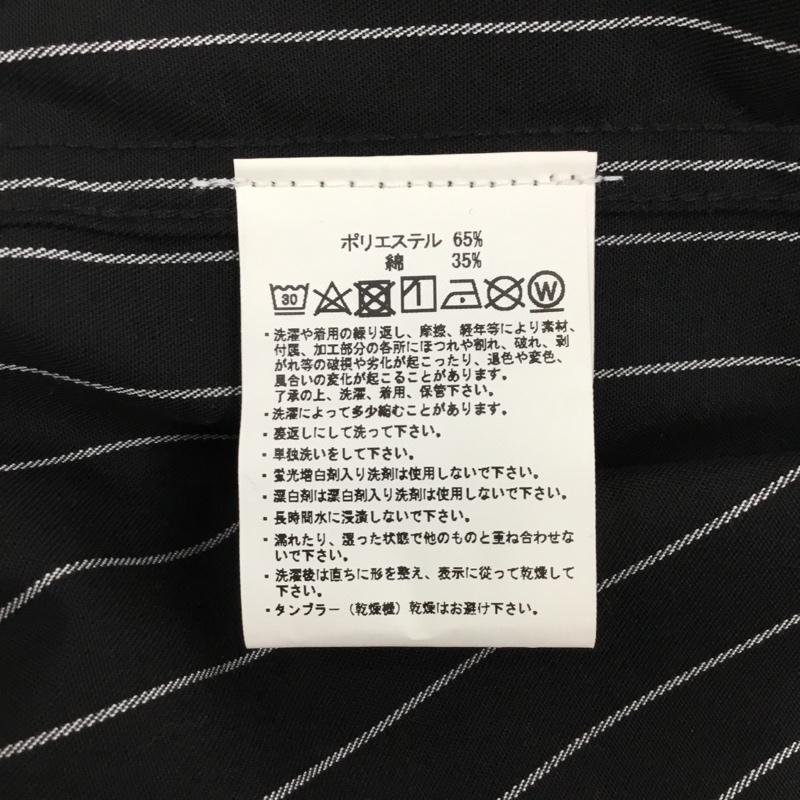 ポリエステル 65%
綿 35%
30 W
・洗濯や着用の繰り返し、摩擦、経年等により素材、
付属、加工部分の各所にほつれや割れ、破れ、剥
がれ等の破損や劣化が起こったり、退色や変色、
風合いの変化が起こることがあります。
了承の上、洗濯、着用、保管下さい。
・洗濯によって多少縮むことがあります。
・裏返しにして洗って下さい。
・単独洗いをして下さい。
・蛍光増白剤入り洗剤は使用しないで下さい。
・漂白剤は漂白剤入り洗剤は使用しないで下さい。
・長時間水に浸漬しないで下さい。
・濡れたり、湿った状態で他のものと重ね合わせな
いで下さい。
・洗濯後は直ちに形を整え、表示に従って乾燥して
下さい。
・タンブラー（乾燥機）乾燥はお避け下さい。